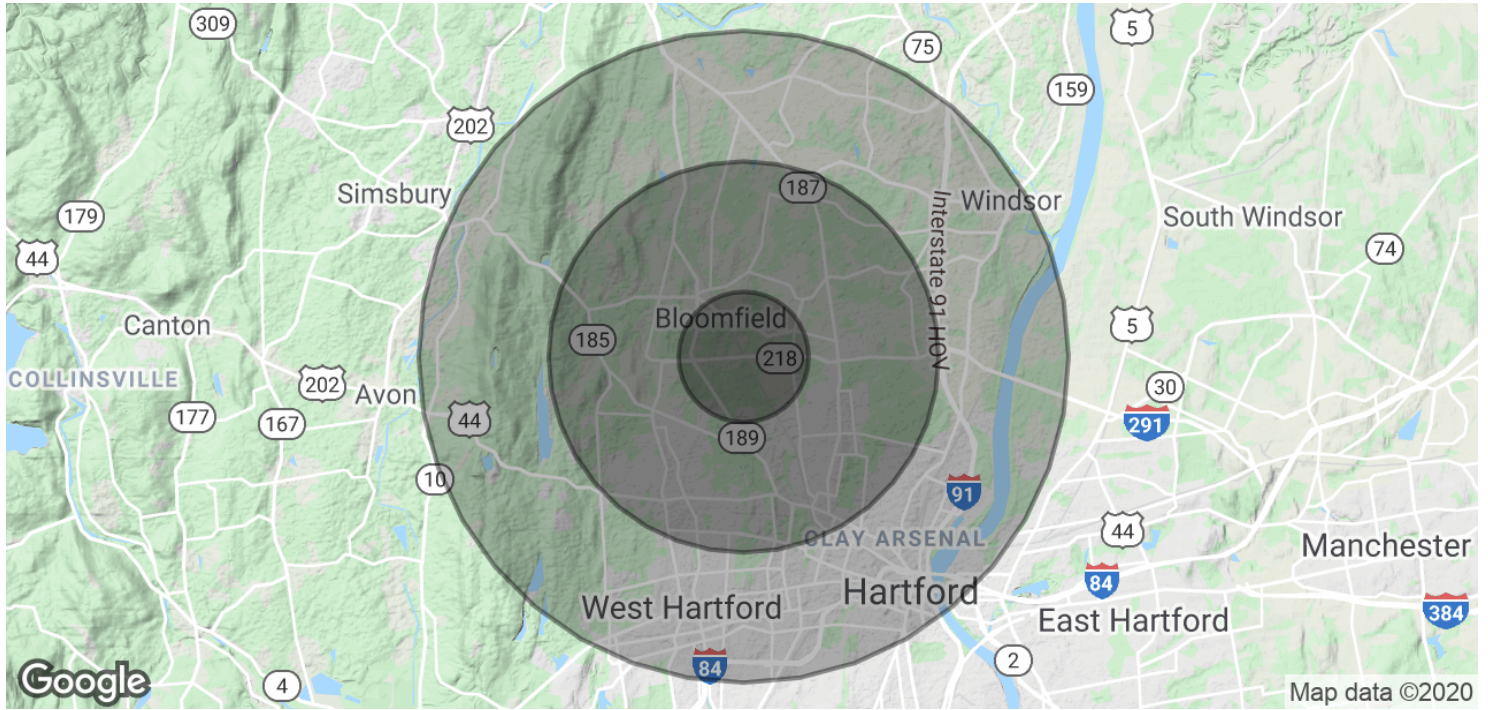 309
75
5
159
202
187
Simsbury
Windsor
179
South Windsor
44
74
Interstate 91 HOV
Bloomfield
Canton
5
185
218
COLLINSVILLE
202
Avon
30
177
167
44
291
189
10
91
44
CLAY ARSENAL
Manchester
84
Hartford
West Hartford
East Hartford
384
2
84
Google
4
Map data ©2020